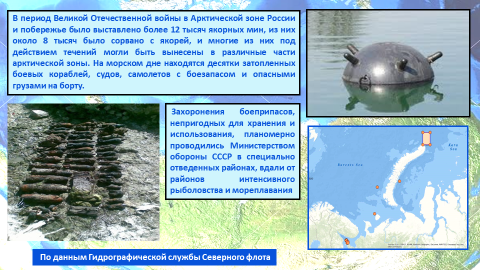 В период Великой Отечественной войны в Арктической зоне России
и побережье было выставлено более 12 тысяч якорных мин, из них
около 8 тысяч было сорвано с якорей, и многие из них под
действием течений могли быть вынесены в различные части
арктической зоны. На морском дне находятся десятки затопленных
боевых кораблей, судов, самолетов с боезапасом и опасными
грузами на борту.
Захоронения боеприпасов,
непригодных для хранения и
использования, планомерно
проводились Министерством
обороны СССР в специально
отведенных районах, вдали от
районов интенсивного
рыболовства и мореплавания
По данным Гидрографической службы Северного флота